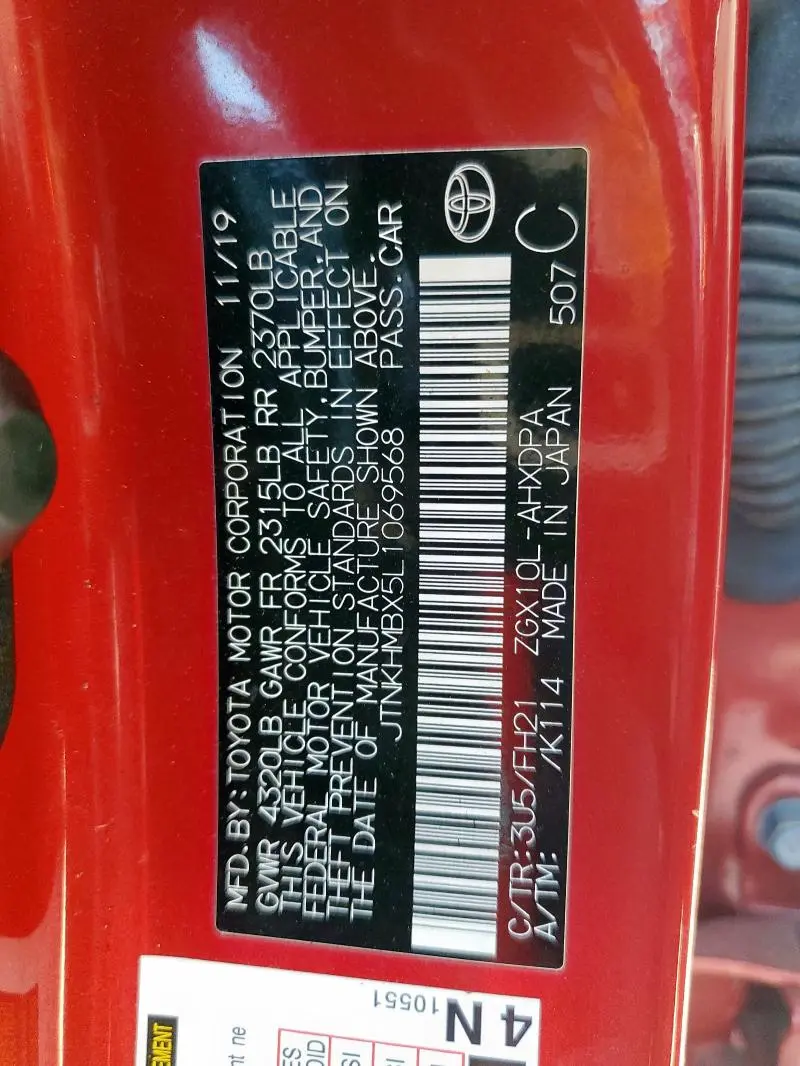 MFD.BY:TOYOTA MOTOR CORPORATION 11/19
GVWR 4320LB GAWR FR 2315LB RR 2370LB
THIS VEHICLE CONFORMS TO ALL APPLICABLE
FEDERAL MOTOR VEHICLE SAFETY,BUMPER,AND
THEFT PREVENTION STANDARDS IN EFFECT ON
THE DATE OF MANUFACTURE SHOWN ABOVE.
JTNKHMBX5L1069568 PASS.CAR
C/TR:3U5/FH21 ZGX10L-AHXDPA C
A/TM: /K114 MADE IN JAPAN 507
4N
10551